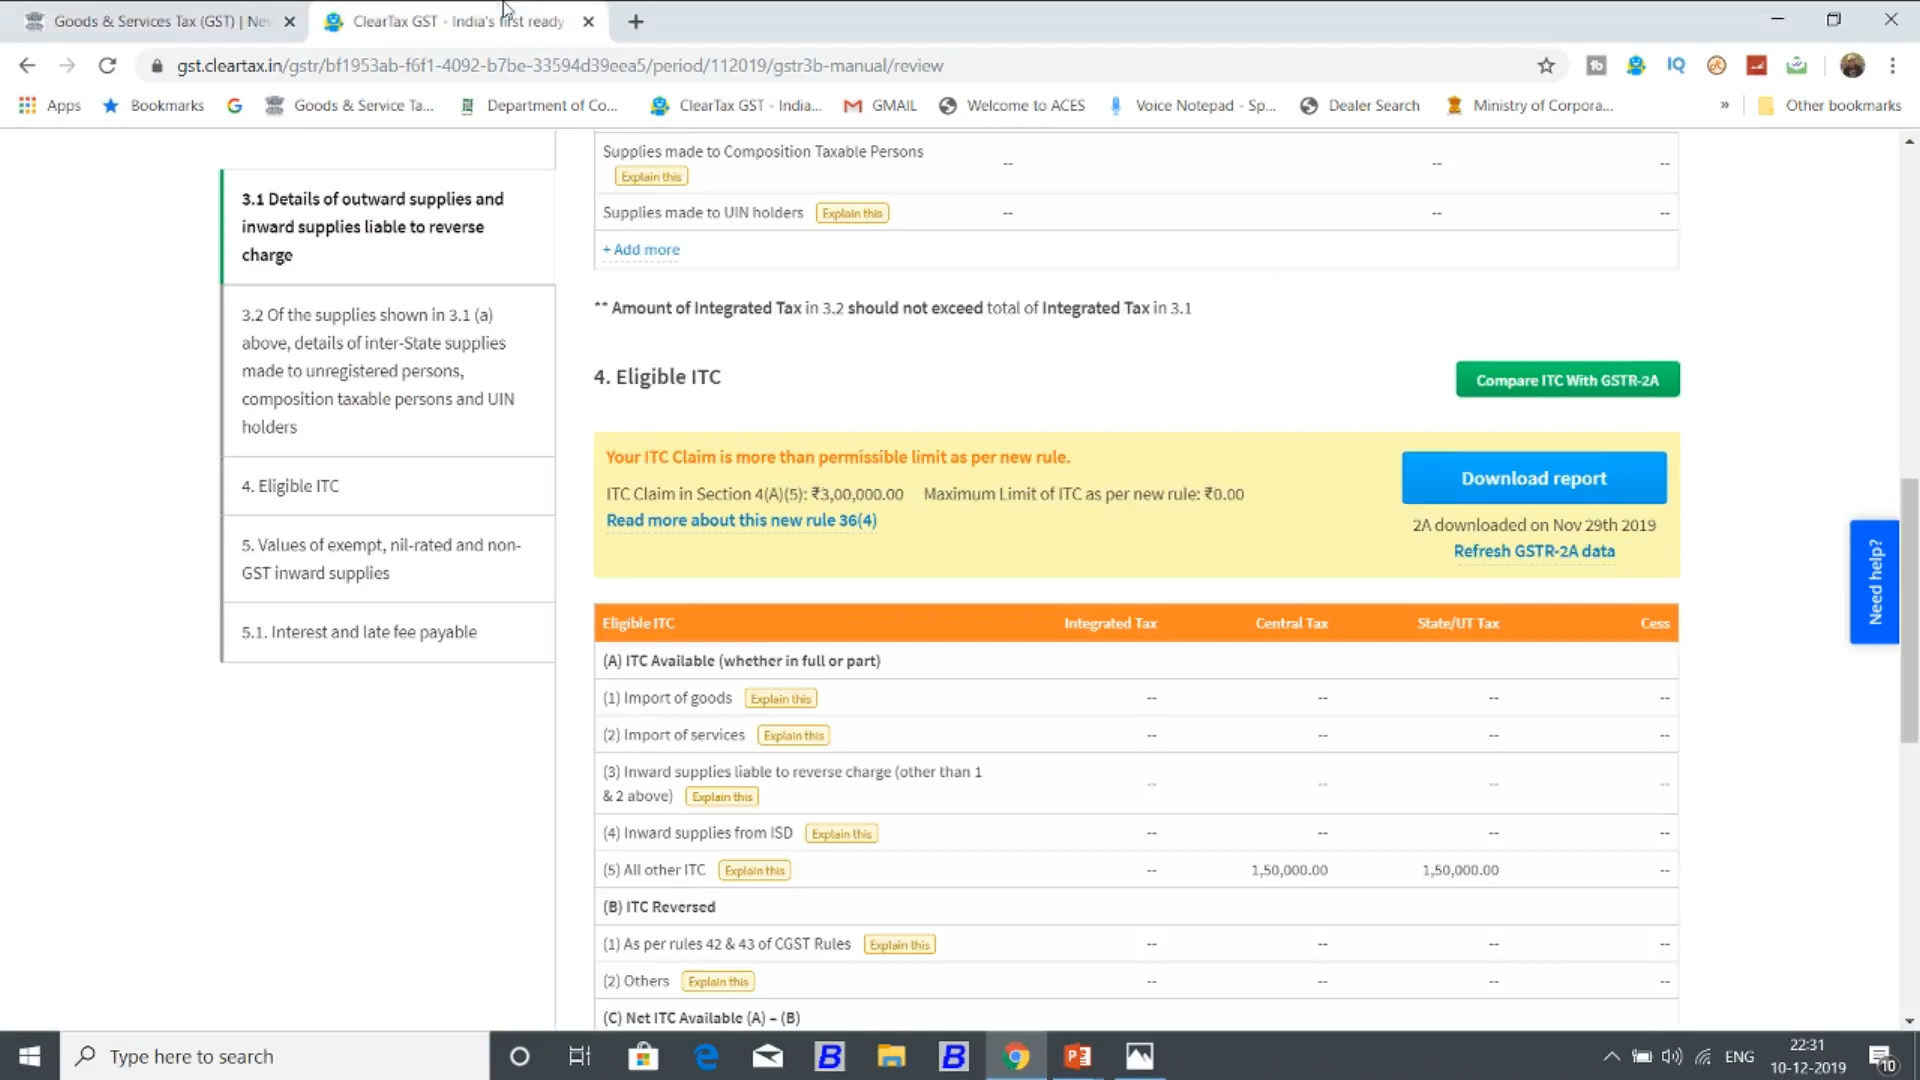 Goods & Services Tax (GST) | Ne
ClearTax GST - India's first ready
gst.cleartax.in/gstr/bf1953ab-f6f1-4092-b7be-33594d39eea5/period/112019/gstr3b-manual/review
IQ
Apps
Bookmarks
Goods & Service Ta...
Department of Co...
ClearTax GST - India...
GMAIL
Welcome to ACES
Voice Notepad - Sp...
Dealer Search
Ministry of Corpora...
»
Other bookmarks
3.1 Details of outward supplies and
inward supplies liable to reverse
charge
3.2 Of the supplies shown in 3.1 (a)
above, details of inter-State supplies
made to unregistered persons,
composition taxable persons and UIN
holders
4. Eligible ITC
5. Values of exempt, nil-rated and non-
GST inward supplies
5.1. Interest and late fee payable
Supplies made to Composition Taxable Persons
Explain this
-- -- --
Supplies made to UIN holders Explain this -- -- --
+ Add more
** Amount of Integrated Tax in 3.2 should not exceed total of Integrated Tax in 3.1
4. Eligible ITC
Compare ITC With GSTR-2A
Your ITC Claim is more than permissible limit as per new rule.
ITC Claim in Section 4(A)(5): ₹3,00,000.00 Maximum Limit of ITC as per new rule: ₹0.00
Read more about this new rule 36(4)
Download report
2A downloaded on Nov 29th 2019
Refresh GSTR-2A data
Eligible ITC Integrated Tax Central Tax State/UT Tax Cess
(A) ITC Available (whether in full or part)
(1) Import of goods Explain this -- -- -- --
(2) Import of services Explain this -- -- -- --
(3) Inward supplies liable to reverse charge (other than 1
& 2 above) Explain this -- -- -- --
(4) Inward supplies from ISD Explain this -- -- -- --
(5) All other ITC Explain this -- 1,50,000.00 1,50,000.00 --
(B) ITC Reversed
(1) As per rules 42 & 43 of CGST Rules Explain this -- -- -- --
(2) Others Explain this -- -- -- --
(C) Net ITC Available (A) – (B)
Need help?
Type here to search
ENG
22:31
10-12-2019
10